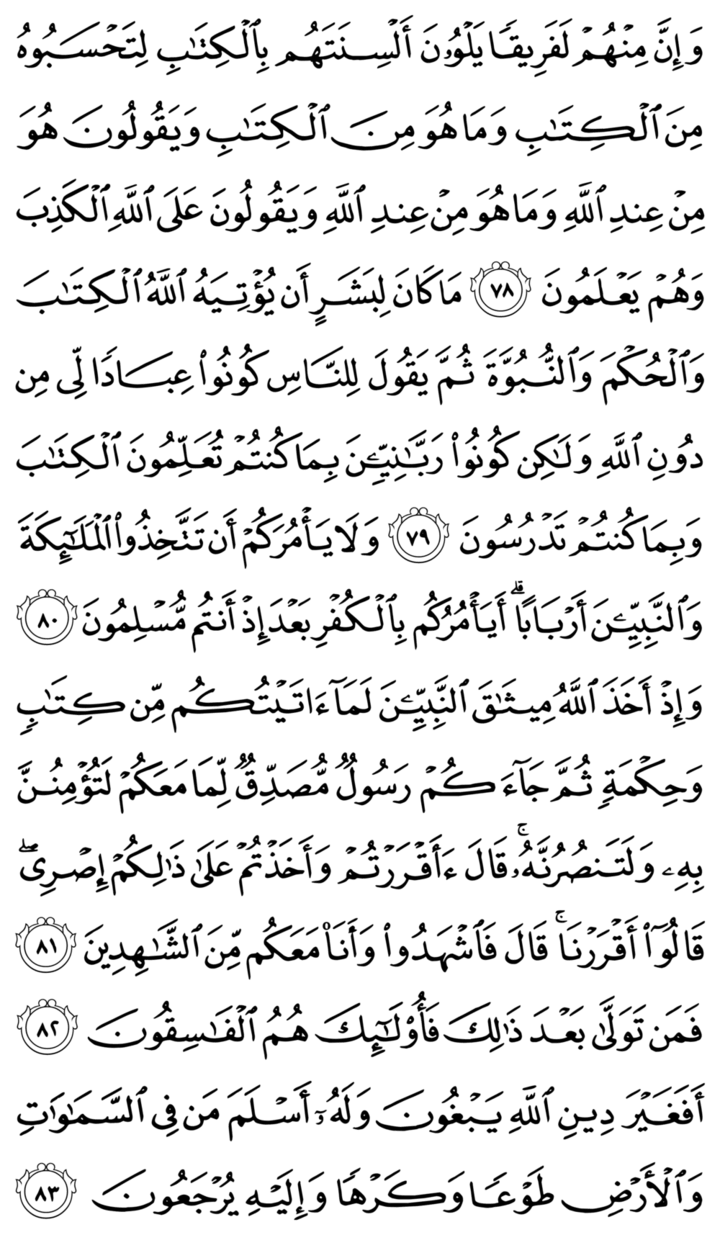 وَإِنَّ مِنْهُمْ لَفَرِيقًا يَلْوُۥنَ أَلْسِنَتَهُم بِٱلْكِتَٰبِ لِتَحْسَبُوهُ
مِنَ ٱلْكِتَٰبِ وَمَا هُوَ مِنَ ٱلْكِتَٰبِ وَيَقُولُونَ هُوَ
مِنْ عِندِ ٱللَّهِ وَمَا هُوَ مِنْ عِندِ ٱللَّهِ وَيَقُولُونَ عَلَى ٱللَّهِ ٱلْكَذِبَ
وَهُمْ يَعْلَمُونَ ٧٨ مَا كَانَ لِبَشَرٍ أَن يُؤْتِيَهُ ٱللَّهُ ٱلْكِتَٰبَ
وَٱلْحُكْمَ وَٱلنُّبُوَّةَ ثُمَّ يَقُولَ لِلنَّاسِ كُونُوا۟ عِبَادًا لِّى مِن
دُونِ ٱللَّهِ وَلَٰكِن كُونُوا۟ رَبَّٰنِيِّـۧنَ بِمَا كُنتُمْ تُعَلِّمُونَ ٱلْكِتَٰبَ
وَبِمَا كُنتُمْ تَدْرُسُونَ ٧٩ وَلَا يَأْمُرَكُمْ أَن تَتَّخِذُوا۟ ٱلْمَلَٰٓئِكَةَ
وَٱلنَّبِيِّـۧنَ أَرْبَابًا ۗ أَيَأْمُرُكُم بِٱلْكُفْرِ بَعْدَ إِذْ أَنتُم مُّسْلِمُونَ ٨٠
وَإِذْ أَخَذَ ٱللَّهُ مِيثَٰقَ ٱلنَّبِيِّـۧنَ لَمَآ ءَاتَيْتُكُم مِّن كِتَٰبٍ
وَحِكْمَةٍ ثُمَّ جَآءَكُمْ رَسُولٌ مُّصَدِّقٌ لِّمَا مَعَكُمْ لَتُؤْمِنُنَّ
بِهِۦ وَلَتَنصُرُنَّهُۥ ۚ قَالَ ءَأَقْرَرْتُمْ وَأَخَذْتُمْ عَلَىٰ ذَٰلِكُمْ إِصْرِى ۖ
قَالُوٓا۟ أَقْرَرْنَا ۚ قَالَ فَٱشْهَدُوا۟ وَأَنَا۠ مَعَكُم مِّنَ ٱلشَّٰهِدِينَ ٨١
فَمَن تَوَلَّىٰ بَعْدَ ذَٰلِكَ فَأُو۟لَٰٓئِكَ هُمُ ٱلْفَٰسِقُونَ ٨٢
أَفَغَيْرَ دِينِ ٱللَّهِ يَبْغُونَ وَلَهُۥٓ أَسْلَمَ مَن فِى ٱلسَّمَٰوَٰتِ
وَٱلْأَرْضِ طَوْعًا وَكَرْهًا وَإِلَيْهِ يُرْجَعُونَ ٨٣